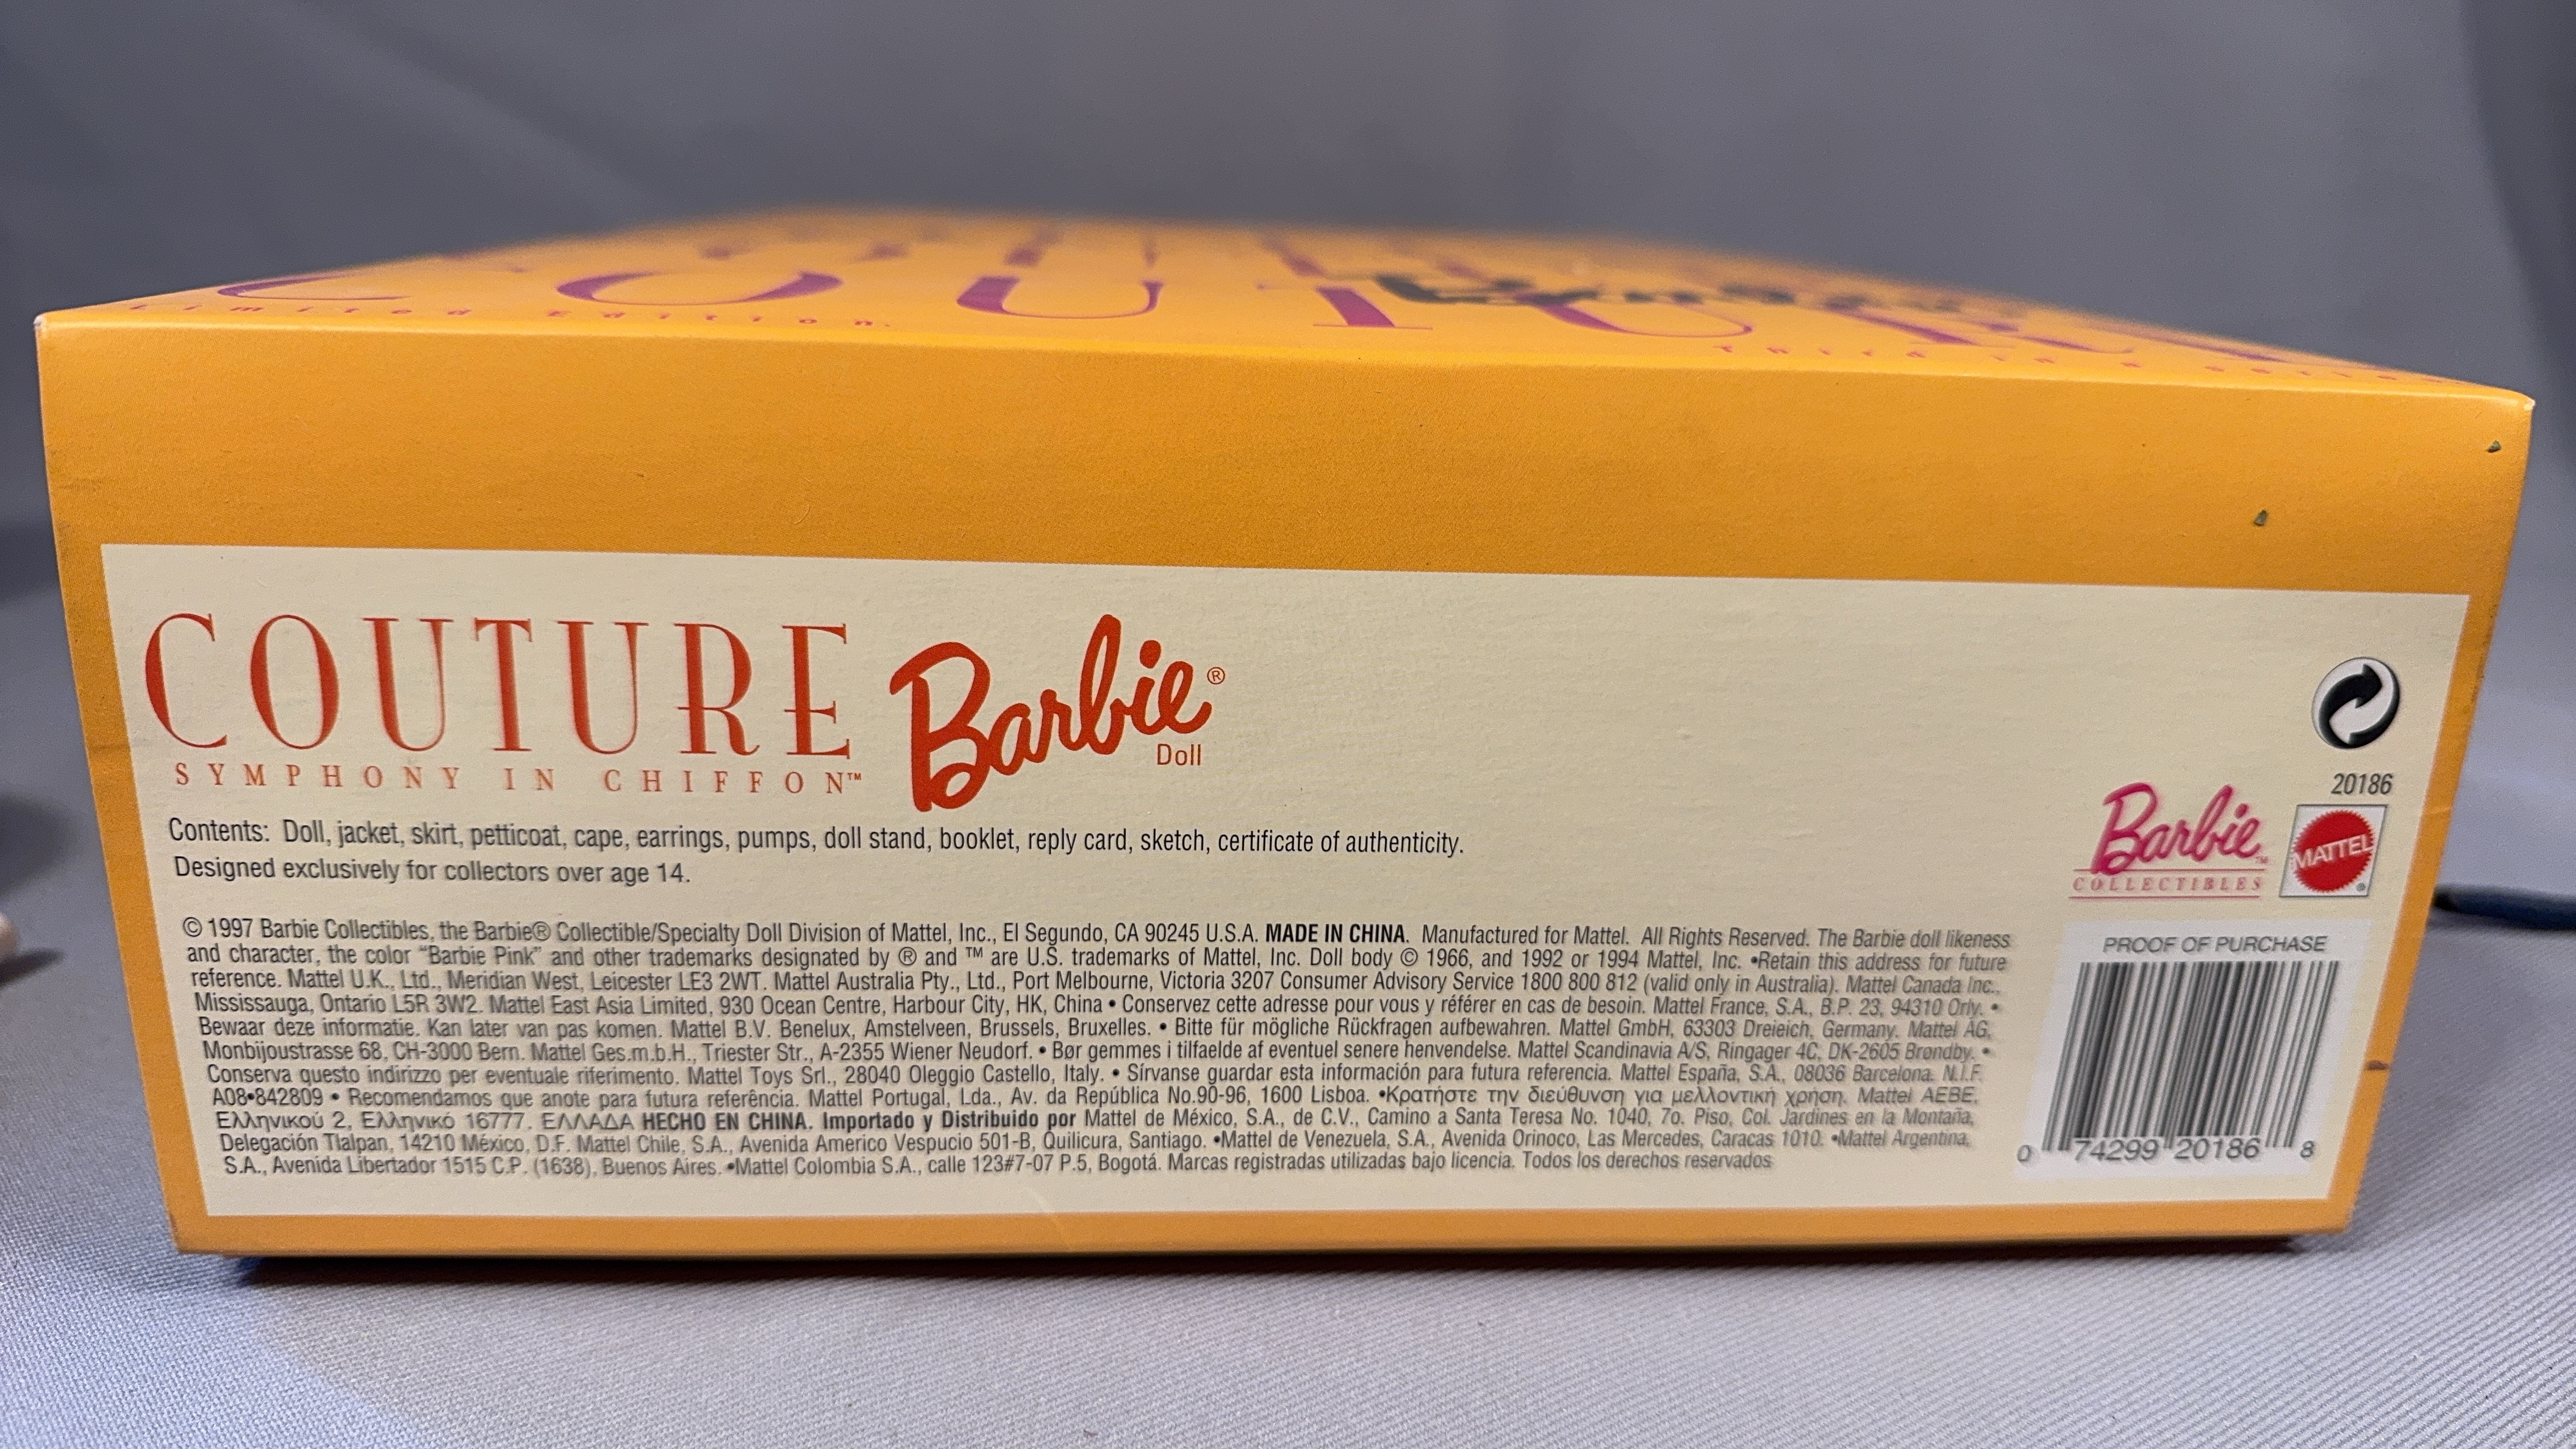 COUTURE
Limited Edition.
Third in a series
COUTURE Barbie®
Doll
SYMPHONY IN CHIFFON™
Contents: Doll, jacket, skirt, petticoat, cape, earrings, pumps, doll stand, booklet, reply card, sketch, certificate of authenticity.
Designed exclusively for collectors over age 14.
© 1997 Barbie Collectibles, the Barbie® Collectible/Specialty Doll Division of Mattel, Inc., El Segundo, CA 90245 U.S.A. MADE IN CHINA. Manufactured for Mattel. All Rights Reserved. The Barbie doll likeness
and character, the color “Barbie Pink” and other trademarks designated by ® and ™ are U.S. trademarks of Mattel, Inc. Doll body © 1966, and 1992 or 1994 Mattel, Inc. •Retain this address for future
reference. Mattel U.K., Ltd., Meridian West, Leicester LE3 2WT. Mattel Australia Pty., Ltd., Port Melbourne, Victoria 3207 Consumer Advisory Service 1800 800 812 (valid only in Australia). Mattel Canada Inc.,
Mississauga, Ontario L5R 3W2. Mattel East Asia Limited, 930 Ocean Centre, Harbour City, HK, China • Conservez cette adresse pour vous y référer en cas de besoin. Mattel France, S.A., B.P. 23, 94310 Orly. •
Bewaar deze informatie. Kan later van pas komen. Mattel B.V. Benelux, Amstelveen, Brussels, Bruxelles. • Bitte für mögliche Rückfragen aufbewahren. Mattel GmbH, 63303 Dreieich, Germany. Mattel AG,
Monbijoustrasse 68, CH-3000 Bern. Mattel Ges.m.b.H., Triester Str., A-2355 Wiener Neudorf. • Bør gemmes i tilfaelde af eventuel senere henvendelse. Mattel Scandinavia A/S, Ringager 4C, DK-2605 Brøndby. •
Conserva questo indirizzo per eventuale riferimento. Mattel Toys Srl., 28040 Oleggio Castello, Italy. • Sírvanse guardar esta información para futura referencia. Mattel España, S.A., 08036 Barcelona. N.I.F.
A08•842809 • Recomendamos que anote para futura referência. Mattel Portugal, Lda., Av. da República No.90-96, 1600 Lisboa. •Κρατήστε την διεύθυνση για μελλοντική χρήση. Mattel AEBE,
Ελληνικού 2, Ελληνικό 16777. ΕΛΛΑΔΑ HECHO EN CHINA. Importado y Distribuido por Mattel de México, S.A., de C.V., Camino a Santa Teresa No. 1040, 7o. Piso, Col. Jardines en la Montaña,
Delegación Tlalpan, 14210 México, D.F. Mattel Chile, S.A., Avenida Americo Vespucio 501-B, Quilicura, Santiago. •Mattel de Venezuela, S.A., Avenida Orinoco, Las Mercedes, Caracas 1010. •Mattel Argentina,
S.A., Avenida Libertador 1515 C.P. (1638), Buenos Aires. •Mattel Colombia S.A., calle 123#7-07 P.5, Bogotá. Marcas registradas utilizadas bajo licencia. Todos los derechos reservados
20186
Barbie™
COLLECTIBLES
MATTEL®
PROOF OF PURCHASE
0 74299 20186 8